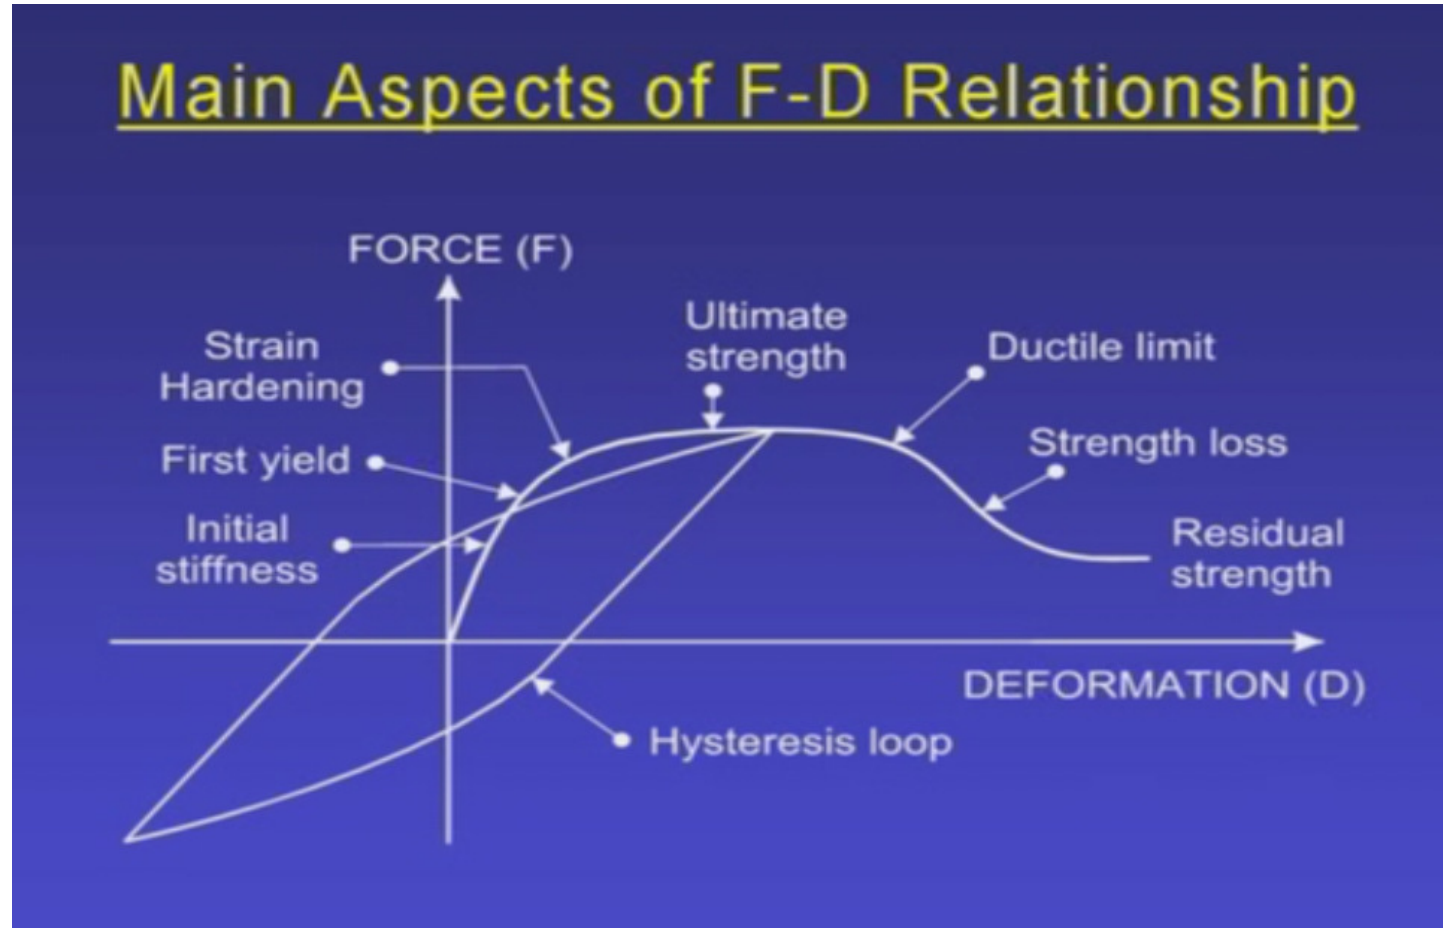 Main Aspects of F-D Relationship
FORCE (F)
Ultimate
strength
Strain
Hardening
Ductile limit
First yield
Strength loss
Initial
stiffness
Residual
strength
DEFORMATION (D)
Hysteresis loop